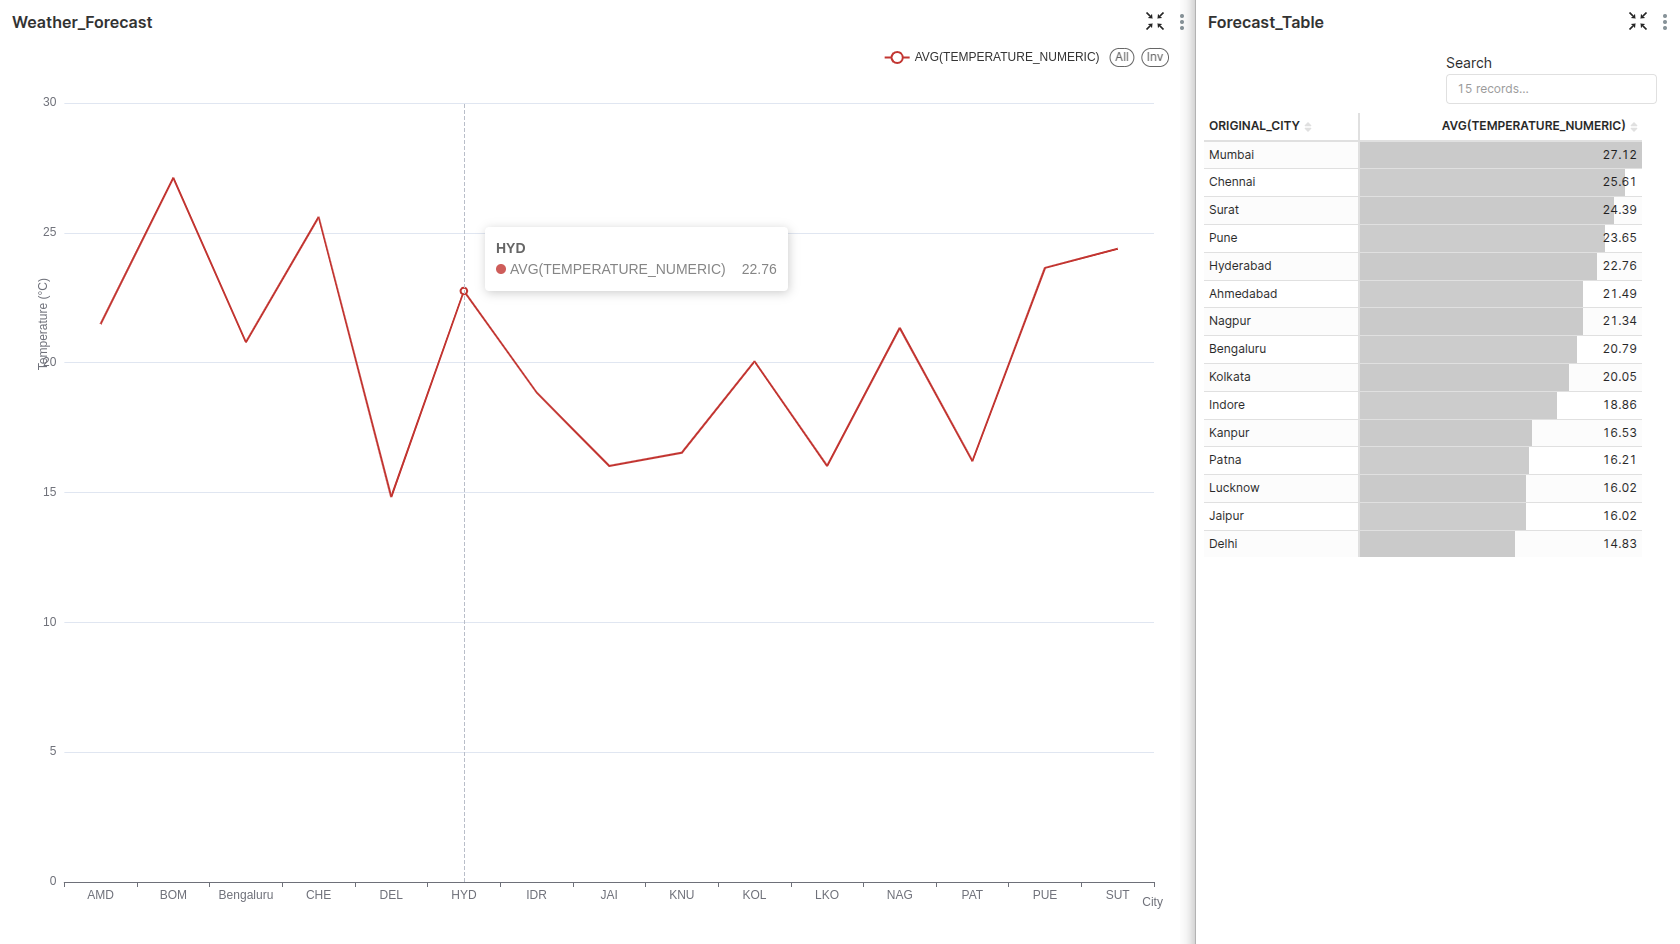 Weather_Forecast
AVG(TEMPERATURE_NUMERIC) All Inv
30
25
20
15
10
5
0
Temperature (°C)
HYD
AVG(TEMPERATURE_NUMERIC) 22.76
AMD BOM Bengaluru CHE DEL HYD IDR JAI KNU KOL LKO NAG PAT PUE SUT
City
Forecast_Table
Search
15 records...
ORIGINAL_CITY AVG(TEMPERATURE_NUMERIC)
Mumbai 27.12
Chennai 25.61
Surat 24.39
Pune 23.65
Hyderabad 22.76
Ahmedabad 21.49
Nagpur 21.34
Bengaluru 20.79
Kolkata 20.05
Indore 18.86
Kanpur 16.53
Patna 16.21
Lucknow 16.02
Jaipur 16.02
Delhi 14.83